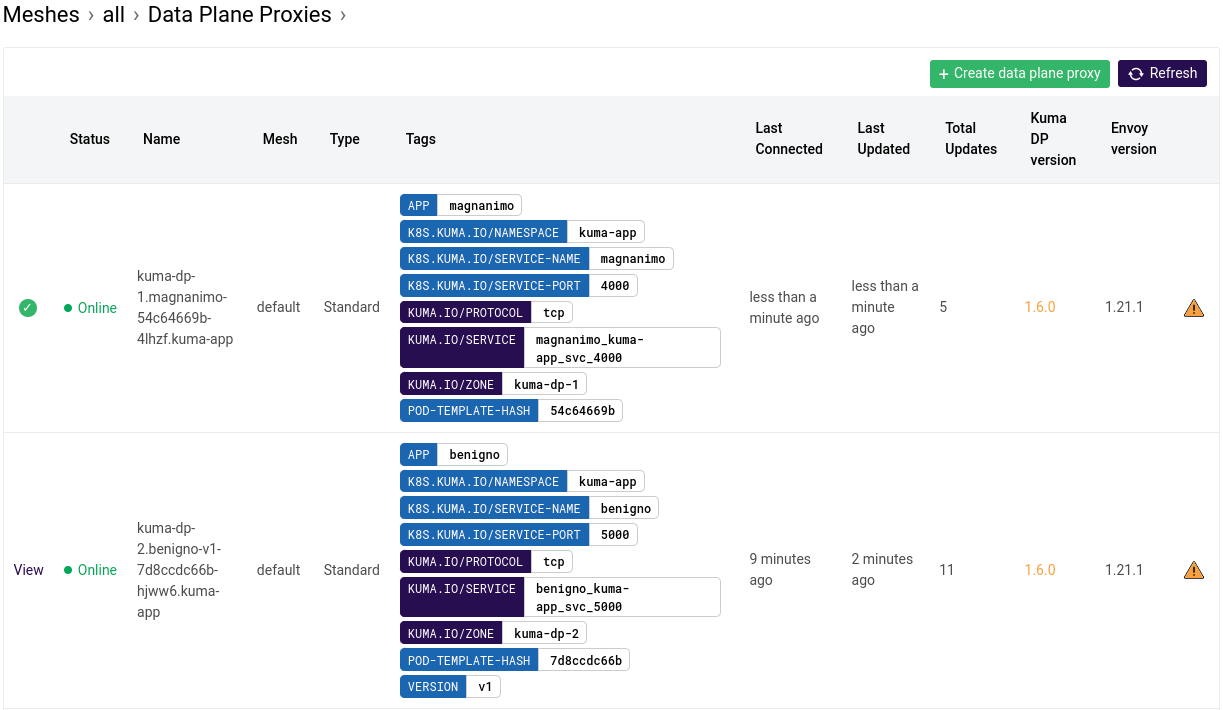 Meshes › all › Data Plane Proxies ›
+ Create data plane proxy
Refresh
Status
Name
Mesh
Type
Tags
Last
Connected
Last
Updated
Total
Updates
Kuma
DP
version
Envoy
version
Online
kuma-dp-
1.magnanimo-
54c64669b-
4lhzf.kuma-app
default
Standard
APP magnanimo
K8S.KUMA.IO/NAMESPACE kuma-app
K8S.KUMA.IO/SERVICE-NAME magnanimo
K8S.KUMA.IO/SERVICE-PORT 4000
KUMA.IO/PROTOCOL tcp
KUMA.IO/SERVICE magnanimo_kuma-
app_svc_4000
KUMA.IO/ZONE kuma-dp-1
POD-TEMPLATE-HASH 54c64669b
less than a
minute ago
less than a
minute
ago
5
1.6.0
1.21.1
View
Online
kuma-dp-
2.benigno-v1-
7d8ccdc66b-
hjww6.kuma-
app
default
Standard
APP benigno
K8S.KUMA.IO/NAMESPACE kuma-app
K8S.KUMA.IO/SERVICE-NAME benigno
K8S.KUMA.IO/SERVICE-PORT 5000
KUMA.IO/PROTOCOL tcp
KUMA.IO/SERVICE benigno_kuma-
app_svc_5000
KUMA.IO/ZONE kuma-dp-2
POD-TEMPLATE-HASH 7d8ccdc66b
VERSION v1
9 minutes
ago
2 minutes
ago
11
1.6.0
1.21.1